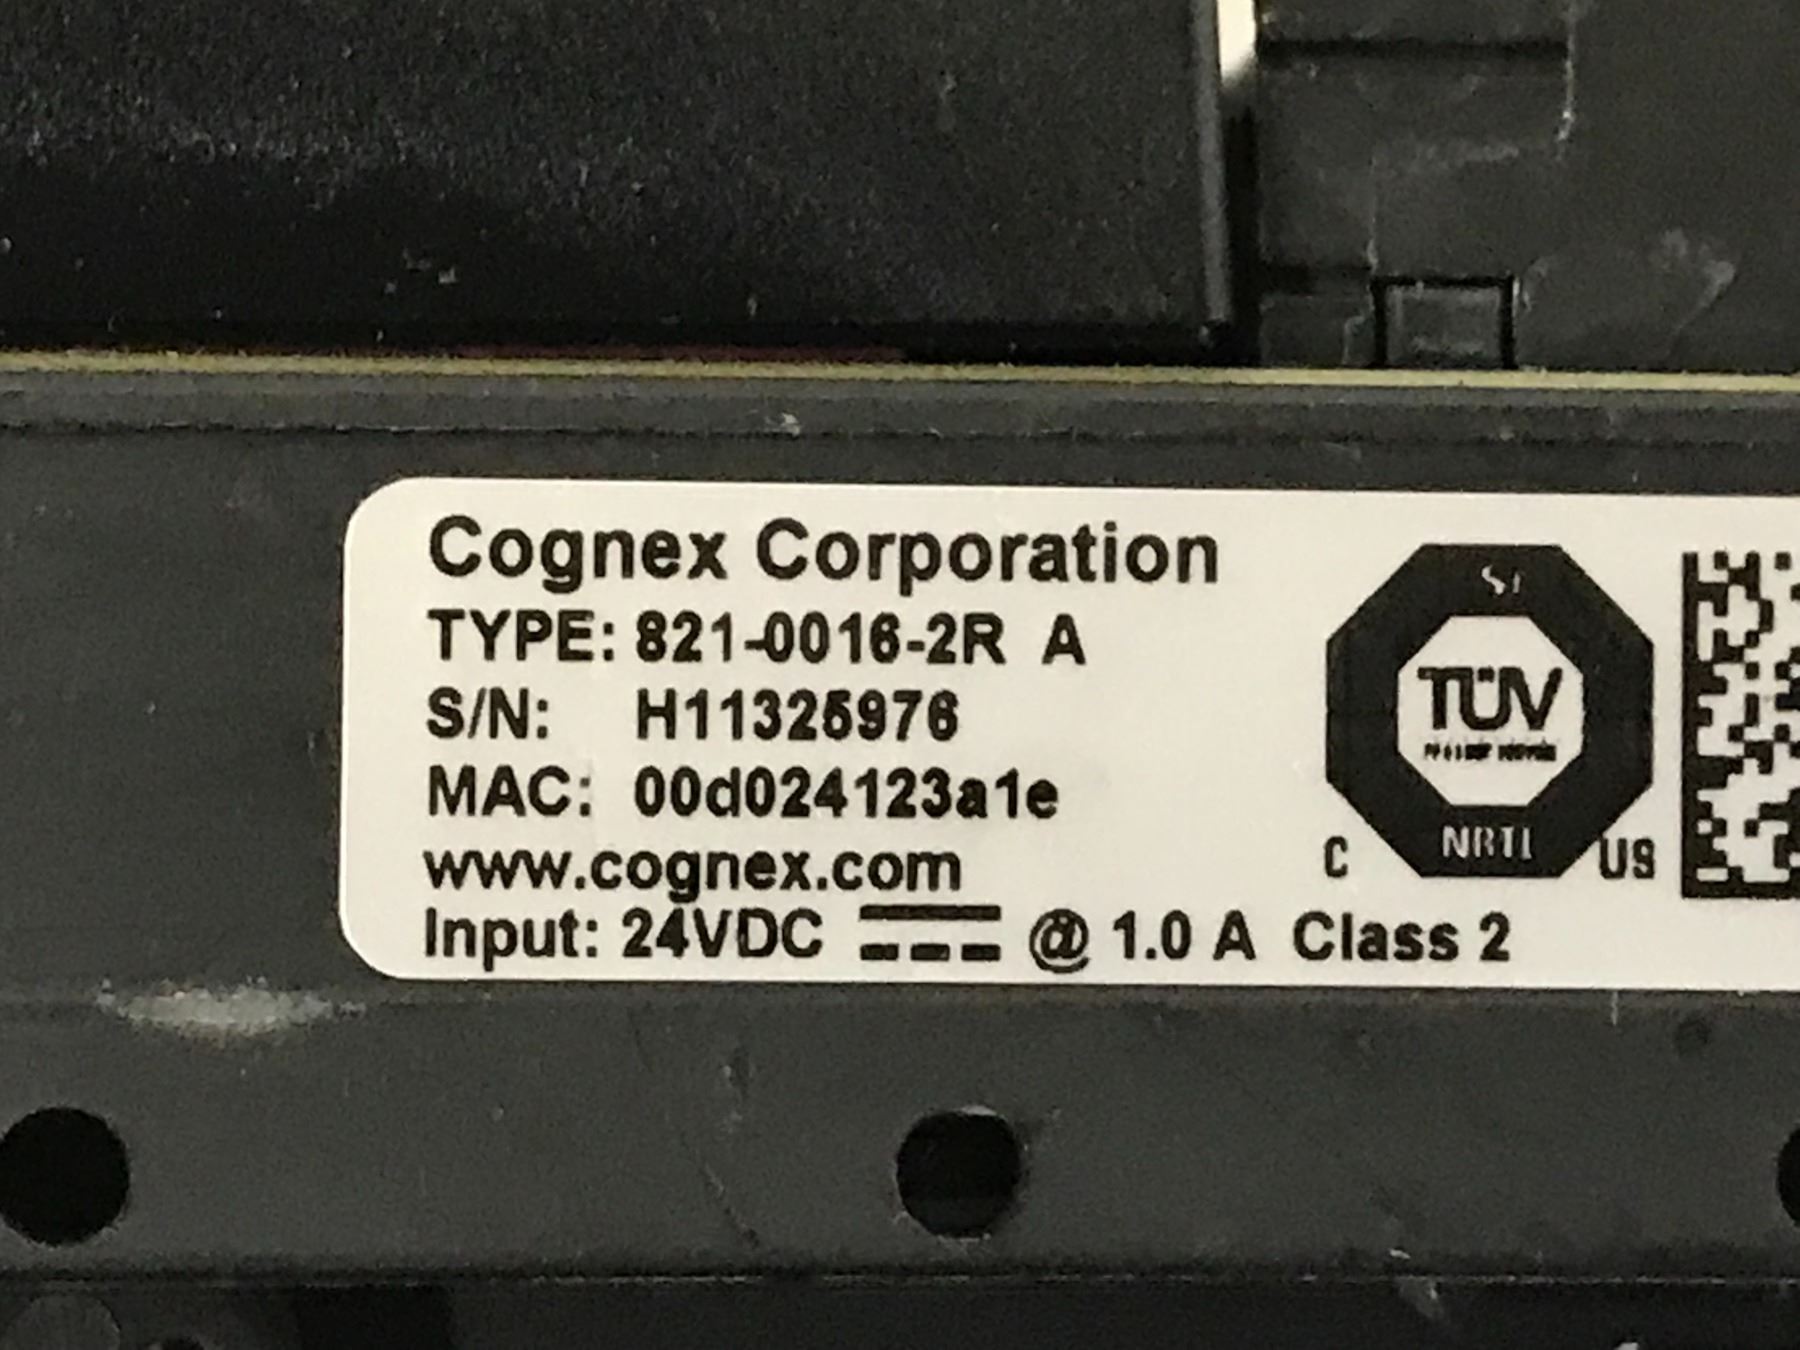 Cognex Corporation
TYPE: 821-0016-2R A
S/N: H11325976
MAC: 00d024123a1e
www.cognex.com
Input: 24VDC @ 1.0 A Class 2
TÜV
C US